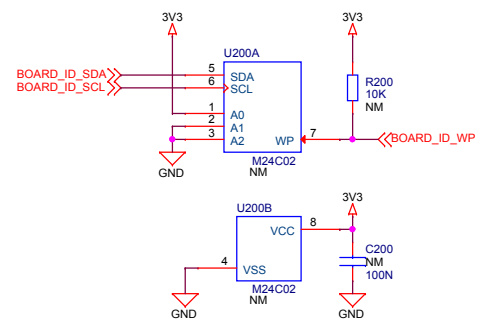 3V3
3V3
U200A
BOARD_ID_SDA
5
SDA
BOARD_ID_SCL
6
SCL
R200
10K
NM
1
A0
2
A1
3
A2
WP
7
BOARD_ID_WP
GND
M24C02
NM
U200B
3V3
VCC
8
4
VSS
C200
NM
100N
M24C02
NM
GND
GND